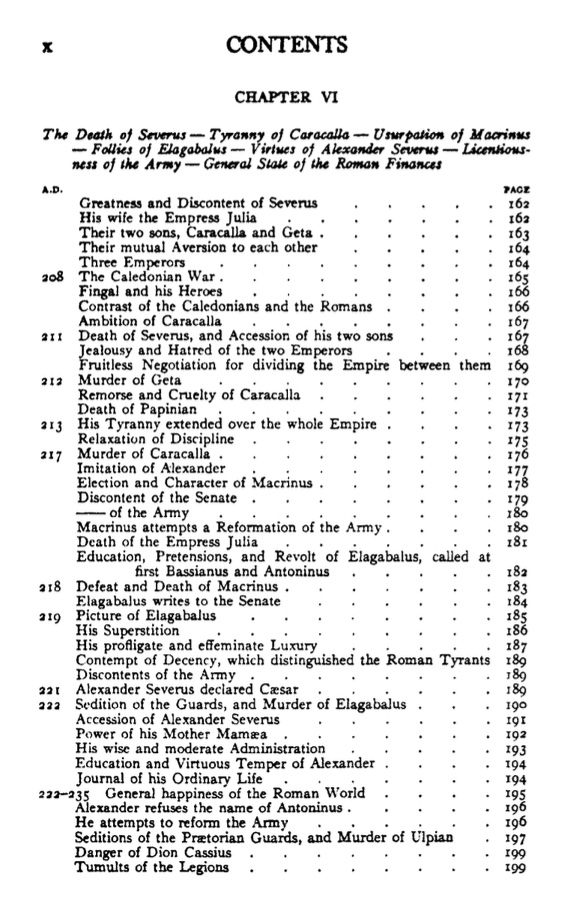 x CONTENTS
CHAPTER VI
The Death of Severus — Tyranny of Caracalla — Usurpation of Macrinus
— Follies of Elagabalus — Virtues of Alexander Severus — Licentious-
ness of the Army — General State of the Roman Finances
A.D. PAGE
Greatness and Discontent of Severus . . . . . 162
His wife the Empress Julia . . . . . . . 162
Their two sons, Caracalla and Geta . . . . . . 163
Their mutual Aversion to each other . . . . . 164
Three Emperors . . . . . . . . 164
208 The Caledonian War . . . . . . . . 165
Fingal and his Heroes . . . . . . . 166
Contrast of the Caledonians and the Romans . . . . 166
Ambition of Caracalla . . . . . . . 167
211 Death of Severus, and Accession of his two sons . . . 167
Jealousy and Hatred of the two Emperors . . . . 168
Fruitless Negotiation for dividing the Empire between them 169
212 Murder of Geta . . . . . . . . 170
Remorse and Cruelty of Caracalla . . . . . 171
Death of Papinian . . . . . . . . 173
213 His Tyranny extended over the whole Empire . . . . 173
Relaxation of Discipline . . . . . . . 175
217 Murder of Caracalla . . . . . . . . 176
Imitation of Alexander . . . . . . . 177
Election and Character of Macrinus . . . . . . 178
Discontent of the Senate . . . . . . . 179
—— of the Army . . . . . . . . 180
Macrinus attempts a Reformation of the Army . . . . 180
Death of the Empress Julia . . . . . . 181
Education, Pretensions, and Revolt of Elagabalus, called at
first Bassianus and Antoninus . . . . . 182
218 Defeat and Death of Macrinus . . . . . . 183
Elagabalus writes to the Senate . . . . . 184
219 Picture of Elagabalus . . . . . . . 185
His Superstition . . . . . . . . 186
His profligate and effeminate Luxury . . . . . 187
Contempt of Decency, which distinguished the Roman Tyrants 189
Discontents of the Army . . . . . . . 189
221 Alexander Severus declared Cæsar . . . . . 189
222 Sedition of the Guards, and Murder of Elagabalus . . . 190
Accession of Alexander Severus . . . . . 191
Power of his Mother Mamæa . . . . . . 192
His wise and moderate Administration . . . . . 193
Education and Virtuous Temper of Alexander . . . . 194
Journal of his Ordinary Life . . . . . . 194
222–235 General happiness of the Roman World . . . . 195
Alexander refuses the name of Antoninus . . . . . 196
He attempts to reform the Army . . . . . 196
Seditions of the Prætorian Guards, and Murder of Ulpian . 197
Danger of Dion Cassius . . . . . . . 199
Tumults of the Legions . . . . . . . 199